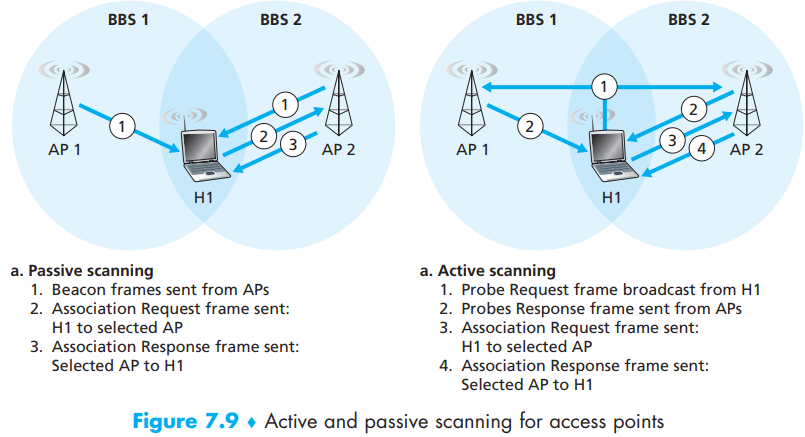 BBS 1
BBS 2
1
1
2
3
AP 1
AP 2
H1
a. Passive scanning
1. Beacon frames sent from APs
2. Association Request frame sent:
H1 to selected AP
3. Association Response frame sent:
Selected AP to H1
BBS 1
BBS 2
1
2
2
3
4
AP 1
AP 2
H1
a. Active scanning
1. Probe Request frame broadcast from H1
2. Probes Response frame sent from APs
3. Association Request frame sent:
H1 to selected AP
4. Association Response frame sent:
Selected AP to H1
Figure 7.9 ♦ Active and passive scanning for access points